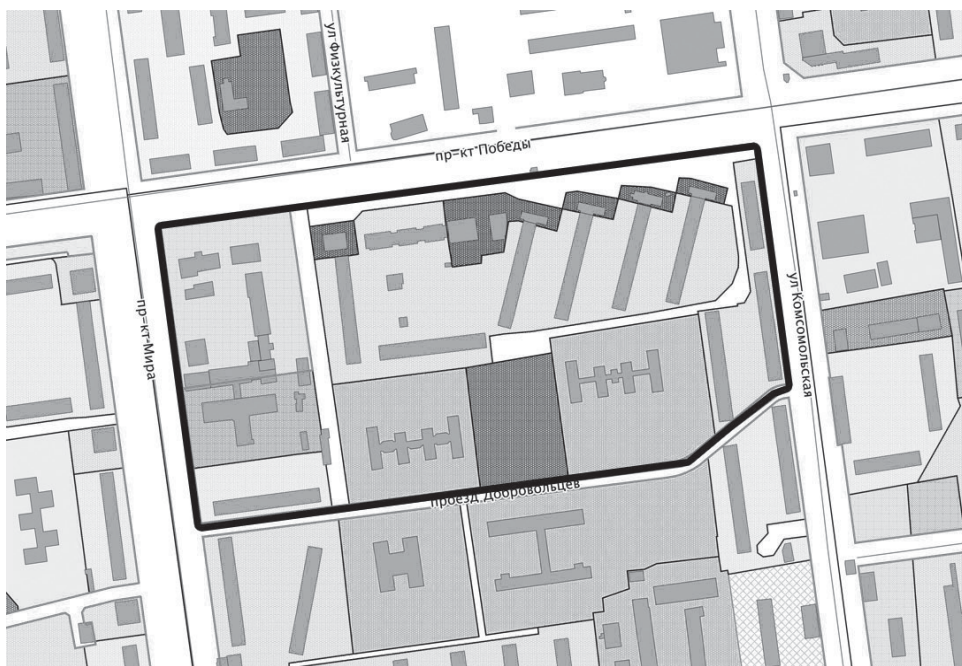 ул Физкультурная
пр-кт Победы
пр-кт Мира
ул Комсомольская
проезд Добровольцев